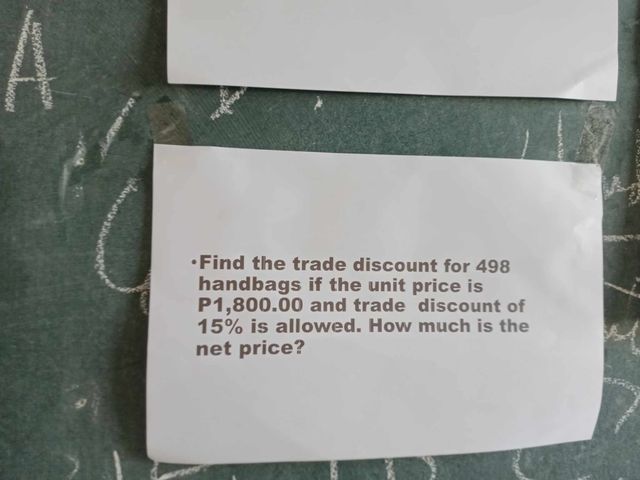 A
•Find the trade discount for 498
handbags if the unit price is
P1,800.00 and trade discount of
15% is allowed. How much is the
net price?